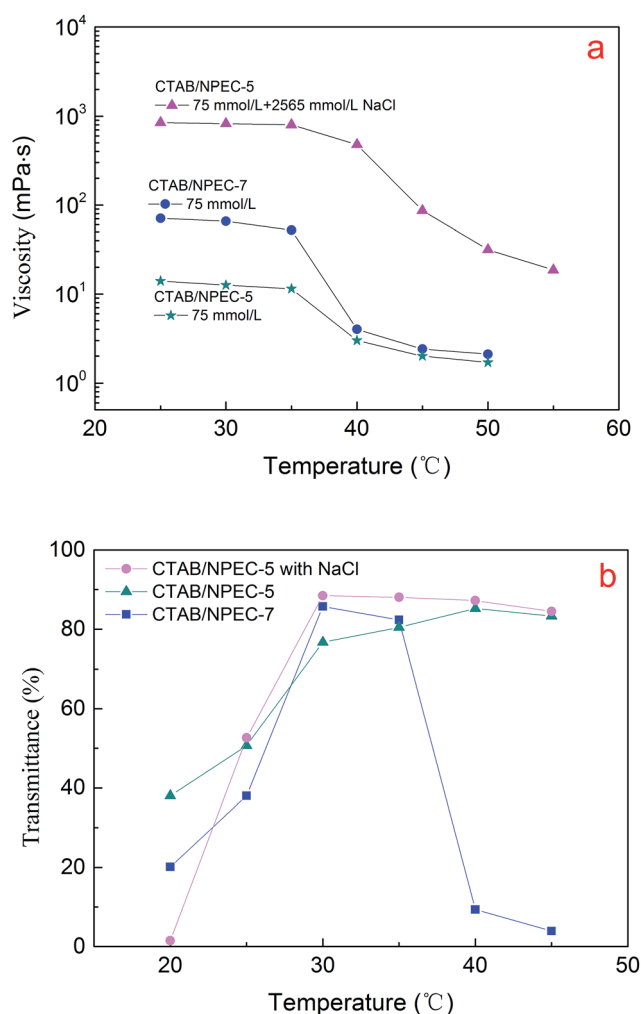 a
10⁴
10³
10²
10¹
10⁰
Viscosity (mPa·s)
CTAB/NPEC-5
75 mmol/L+2565 mmol/L NaCl
CTAB/NPEC-7
75 mmol/L
CTAB/NPEC-5
75 mmol/L
20 30 40 50 60
Temperature (℃)
b
100
80
60
40
20
0
Transmittance (%)
CTAB/NPEC-5 with NaCl
CTAB/NPEC-5
CTAB/NPEC-7
20 30 40 50
Temperature (℃)